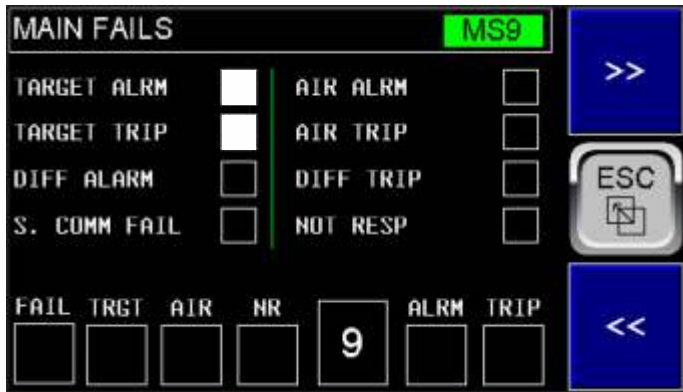 MAIN FAILS MS9
>>
TARGET ALRM AIR ALRM
TARGET TRIP AIR TRIP
DIFF ALARM DIFF TRIP
ESC
S. COMM FAIL NOT RESP
FAIL TRGT AIR NR 9 ALRM TRIP
<<